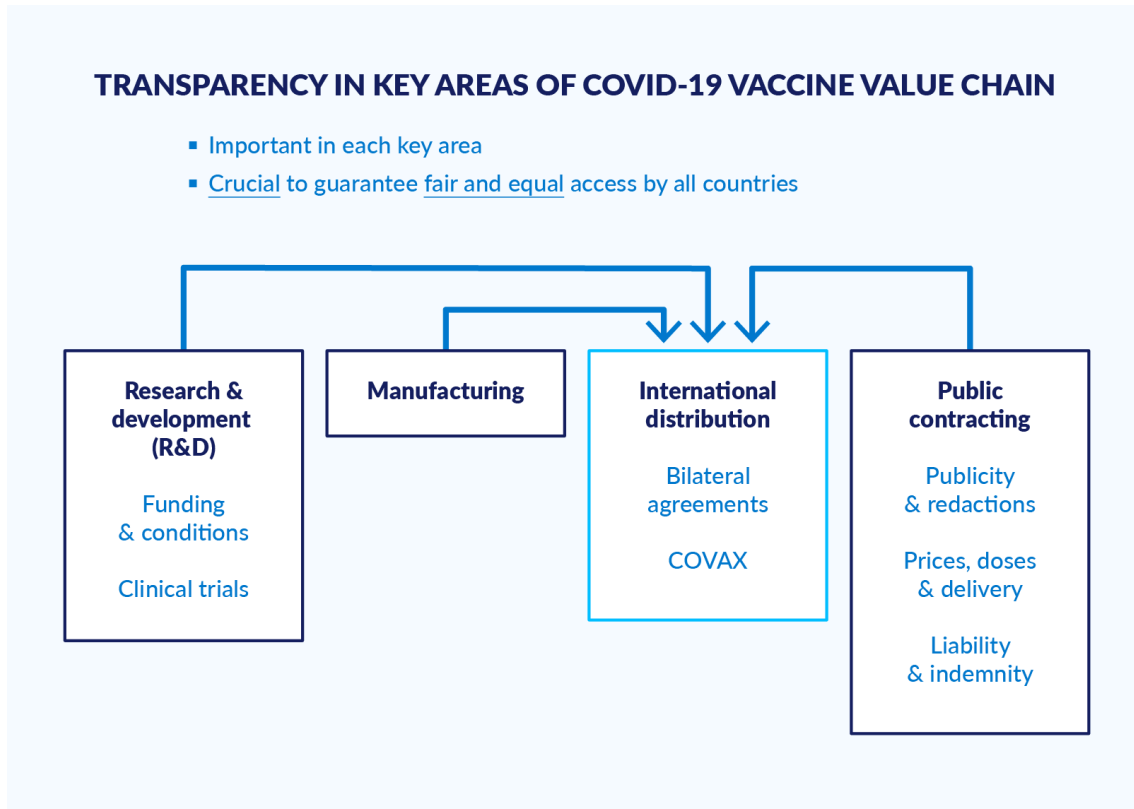 TRANSPARENCY IN KEY AREAS OF COVID-19 VACCINE VALUE CHAIN
▪ Important in each key area
▪ Crucial to guarantee fair and equal access by all countries
Research &
development
(R&D)
Funding
& conditions
Clinical trials
Manufacturing
International
distribution
Bilateral
agreements
COVAX
Public
contracting
Publicity
& redactions
Prices, doses
& delivery
Liability
& indemnity